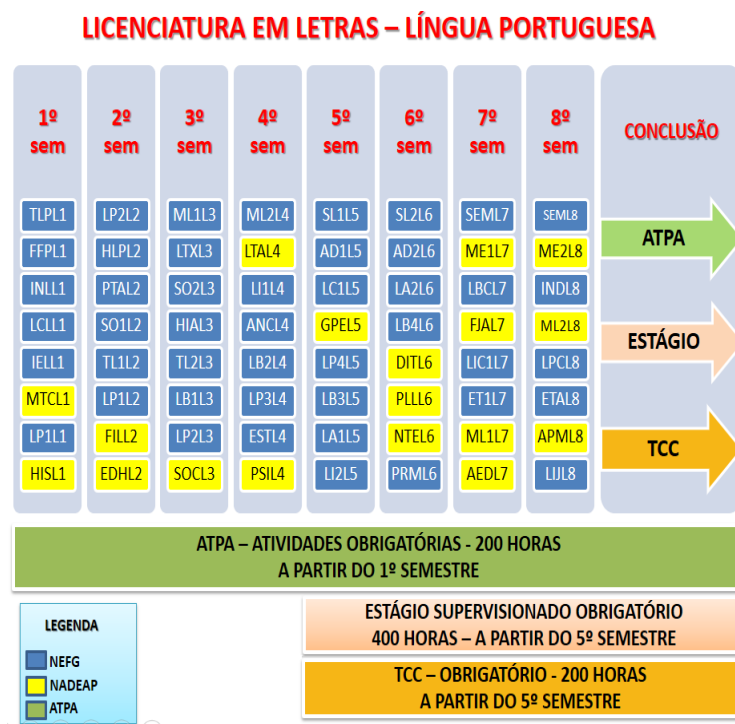 LICENCIATURA EM LETRAS – LÍNGUA PORTUGUESA
1º sem
2º sem
3º sem
4º sem
5º sem
6º sem
7º sem
8º sem
CONCLUSÃO
TLPL1 LP2L2 ML1L3 ML2L4 SL1L5 SL2L6 SEML7 SEML8
FFPL1 HLPL2 LTXL3 LTAL4 AD1L5 AD2L6 ME1L7 ME2L8
ATPA
INLL1 PTAL2 SO2L3 LI1L4 LC1L5 LA2L6 LBCL7 INDL8
LCLL1 SO1L2 HIAL3 ANCL4 GPEL5 LB4L6 FJAL7 ML2L8
ESTÁGIO
IELL1 TL1L2 TL2L3 LB2L4 LP4L5 DITL6 LIC1L7 LPCL8
MTCL1 LP1L2 LB1L3 LP3L4 LB3L5 PLLL6 ET1L7 ETAL8
LP1L1 FILL2 LP2L3 ESTL4 LA1L5 NTEL6 ML1L7 APML8
TCC
HISL1 EDHL2 SOCL3 PSIL4 LI2L5 PRML6 AEDL7 LIJL8
ATPA – ATIVIDADES OBRIGATÓRIAS - 200 HORAS
A PARTIR DO 1º SEMESTRE
ESTÁGIO SUPERVISIONADO OBRIGATÓRIO
400 HORAS – A PARTIR DO 5º SEMESTRE
TCC – OBRIGATÓRIO - 200 HORAS
A PARTIR DO 5º SEMESTRE
LEGENDA
NEFG
NADEAP
ATPA